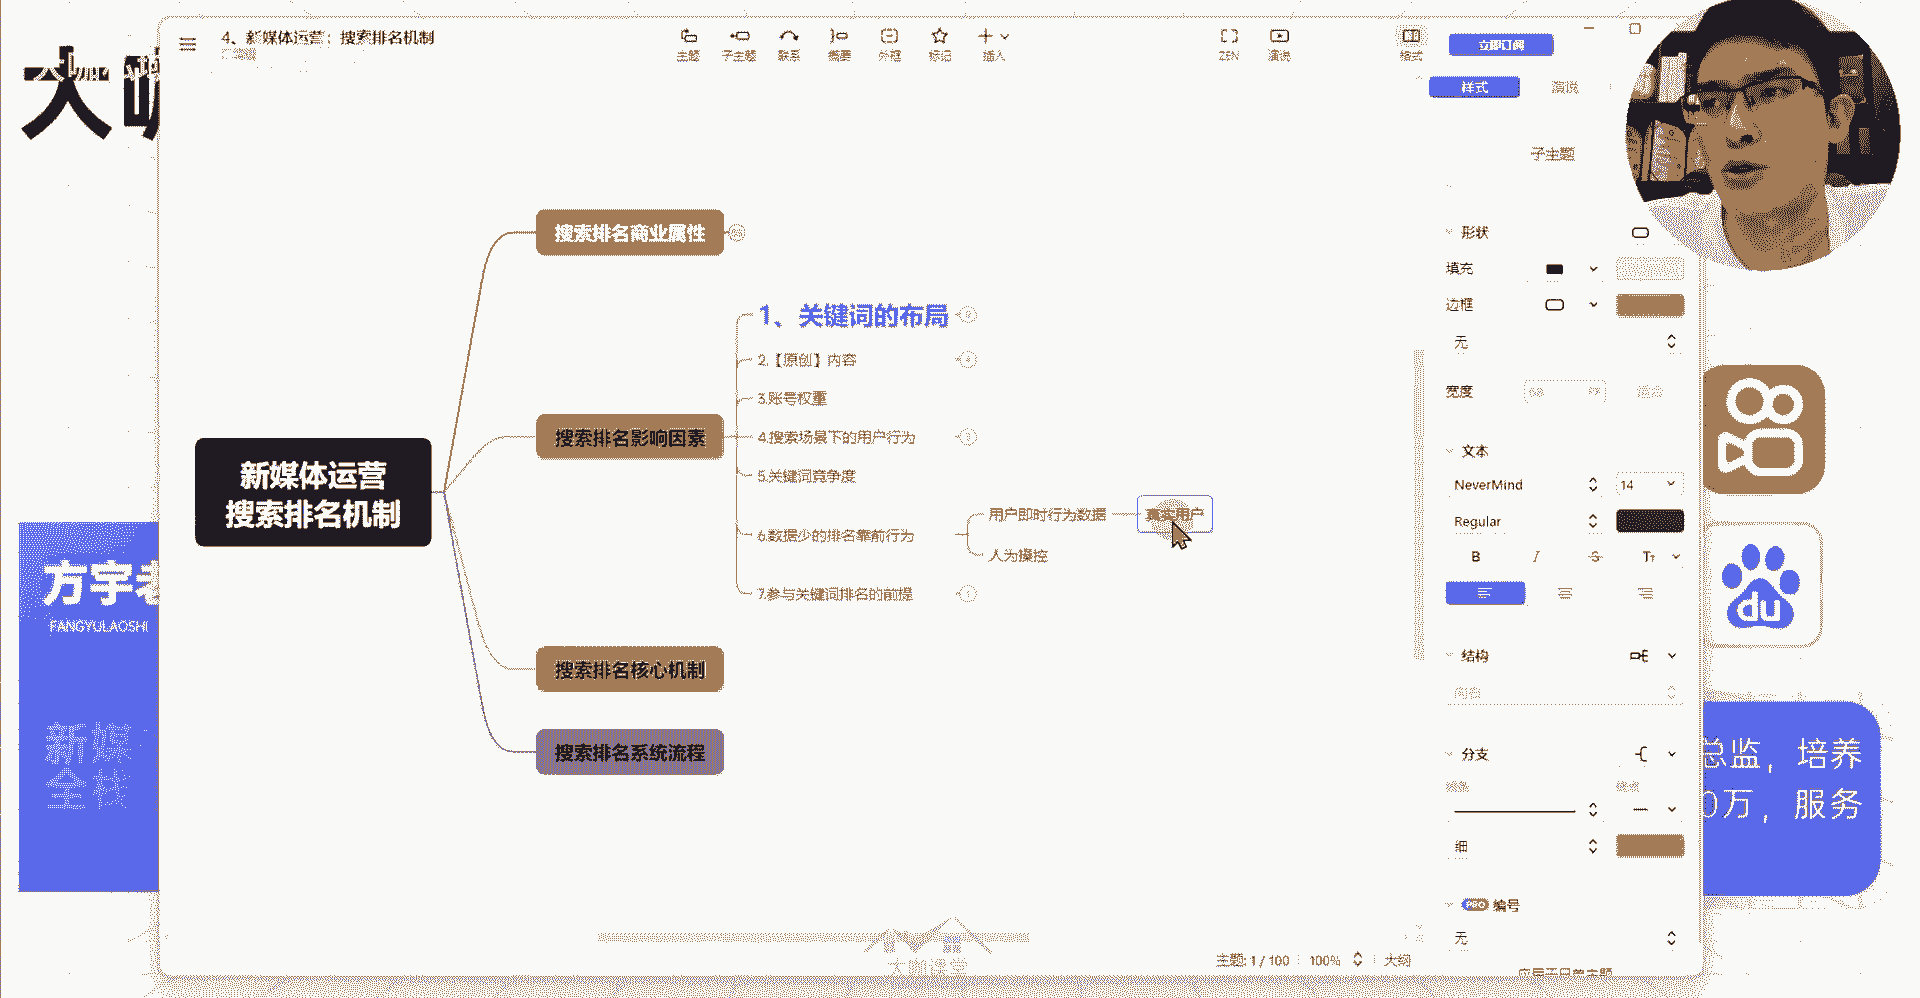 4、新媒体运营：搜索排名机制
主题
子主题
联系
概要
外框
标记
插入
ZEN
演说
格式
立即订阅
样式
演说
子主题
大
搜索排名商业属性
1、关键词的布局
2.【原创】内容
3.账号权重
搜索排名影响因素
4.搜索场景下的用户行为
5.关键词竞争度
新媒体运营
搜索排名机制
用户即时行为数据
真实用户
6.数据少的排名靠前行为
人为操控
7.参与关键词排名的前提
搜索排名核心机制
搜索排名系统流程
形状
填充
边框
无
宽度
文本
NeverMind
14
Regular
B
I
S
Tт
结构
分支
细
PRO 编号
无
方宇老
FANGYULAOSHI
新媒
全栈
du
总监，培养
0万，服务
大咖课堂
主题: 1 / 100
100%
大纲